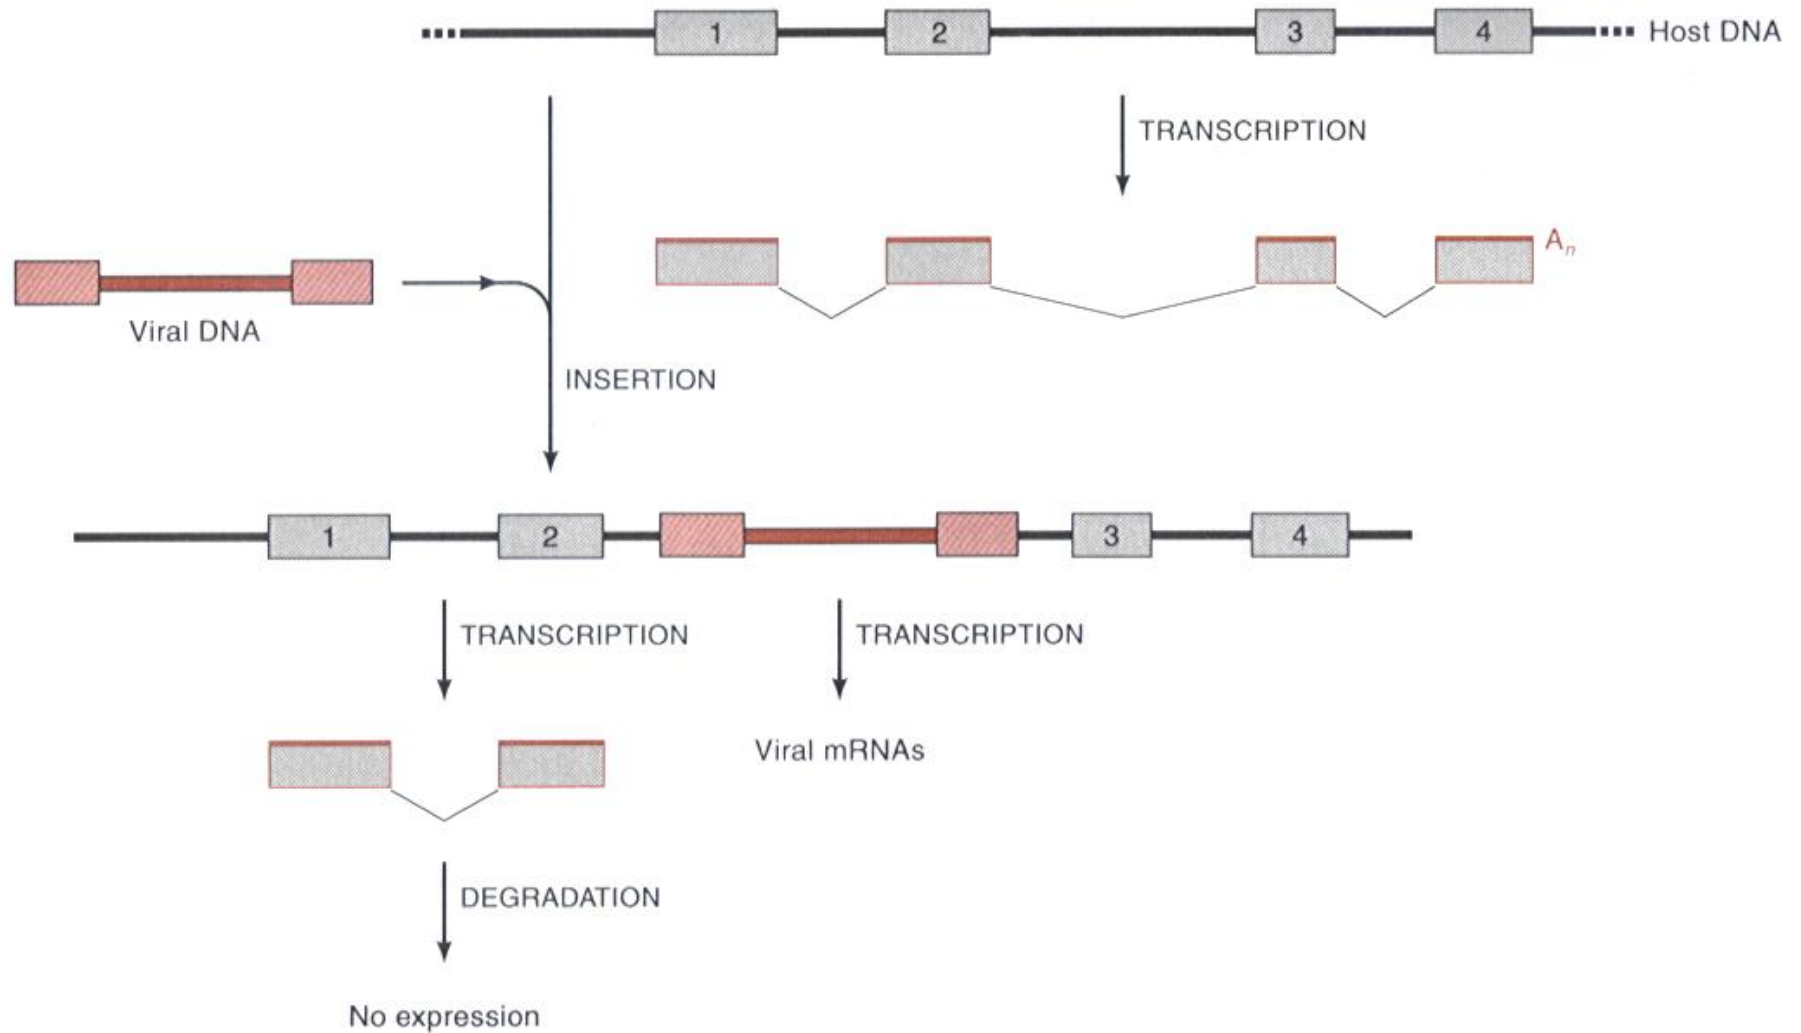 1 2 3 4 Host DNA
TRANSCRIPTION
Aₙ
Viral DNA
INSERTION
1 2 3 4
TRANSCRIPTION TRANSCRIPTION
Viral mRNAs
DEGRADATION
No expression